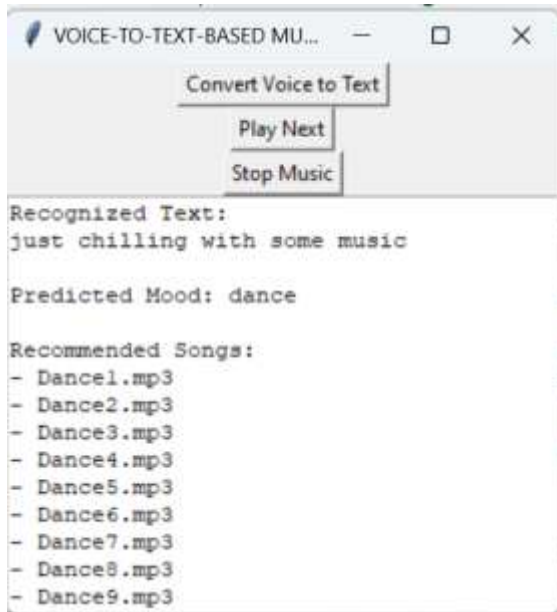 VOICE-TO-TEXT-BASED MU...
Convert Voice to Text
Play Next
Stop Music
Recognized Text:
just chilling with some music
Predicted Mood: dance
Recommended Songs:
- Dance1.mp3
- Dance2.mp3
- Dance3.mp3
- Dance4.mp3
- Dance5.mp3
- Dance6.mp3
- Dance7.mp3
- Dance8.mp3
- Dance9.mp3